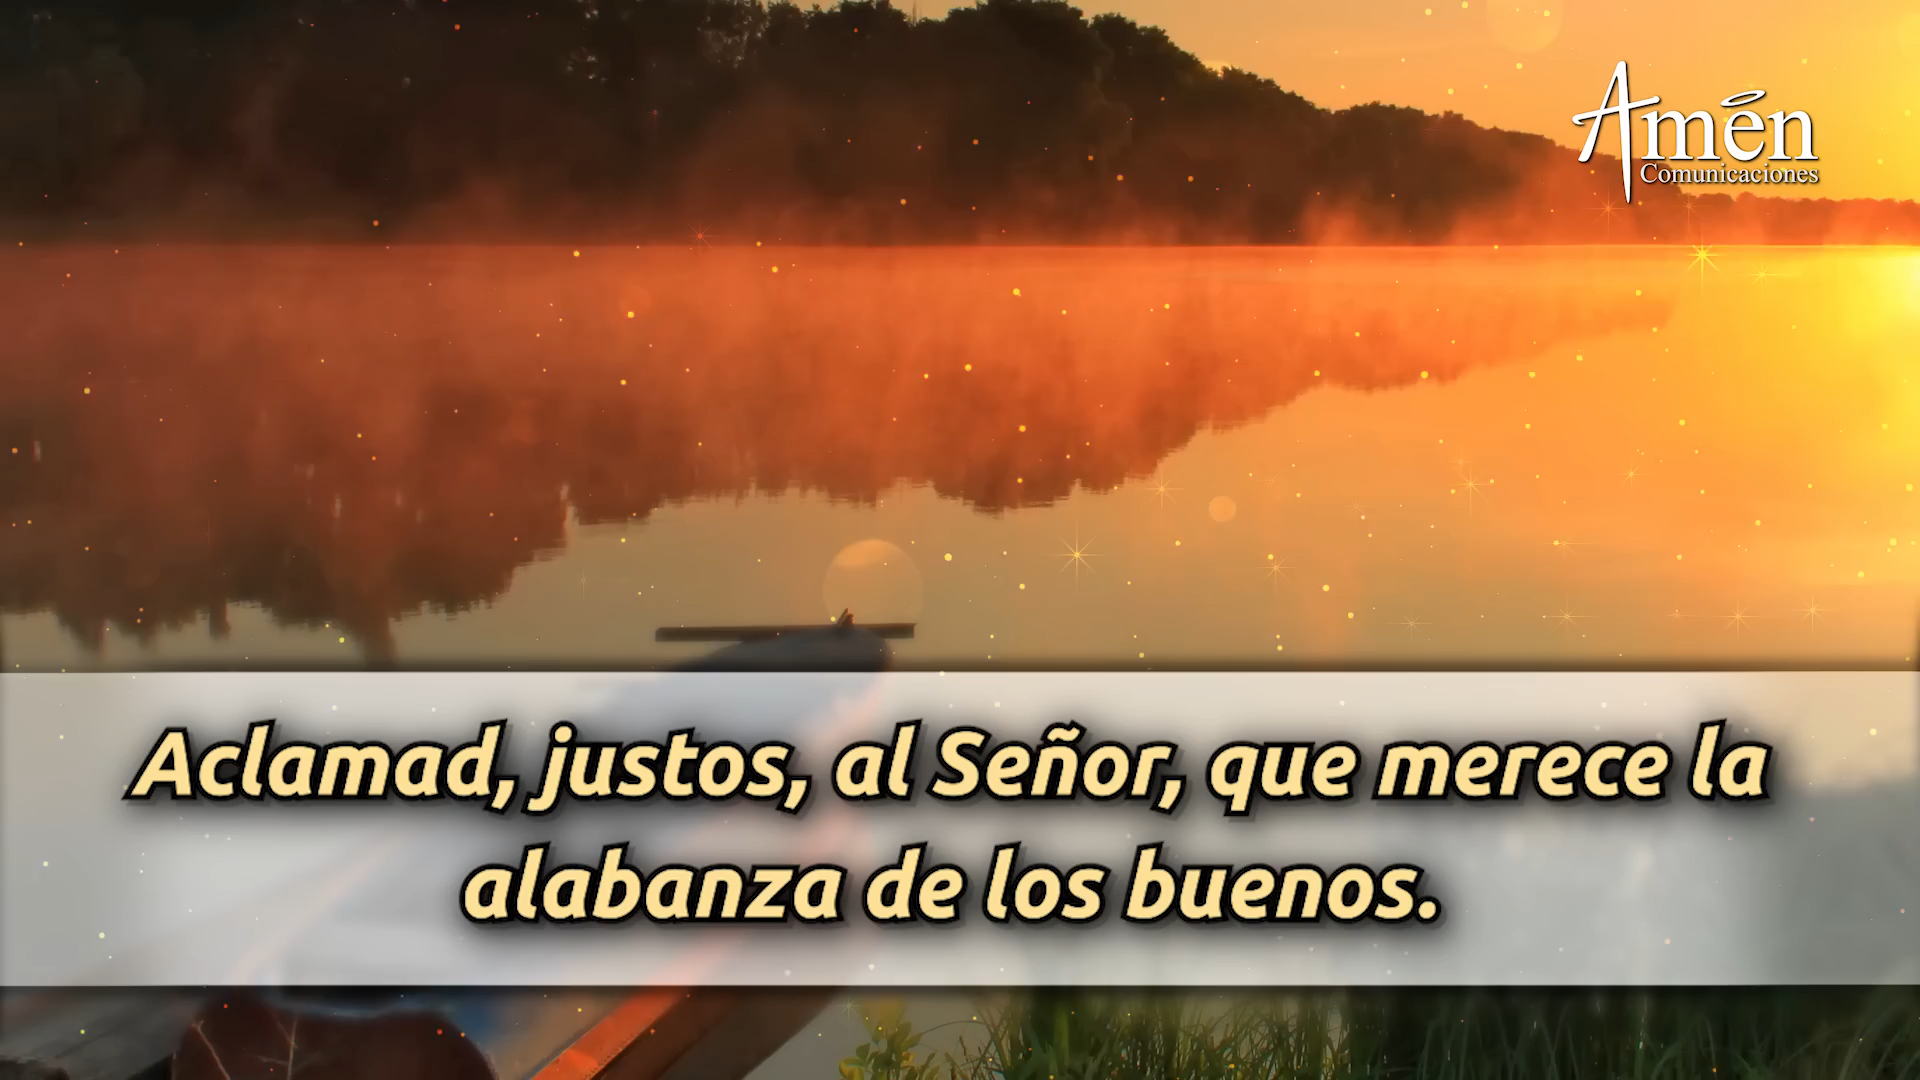 Amén
Comunicaciones
Aclamad, justos, al Señor, que merece la
alabanza de los buenos.